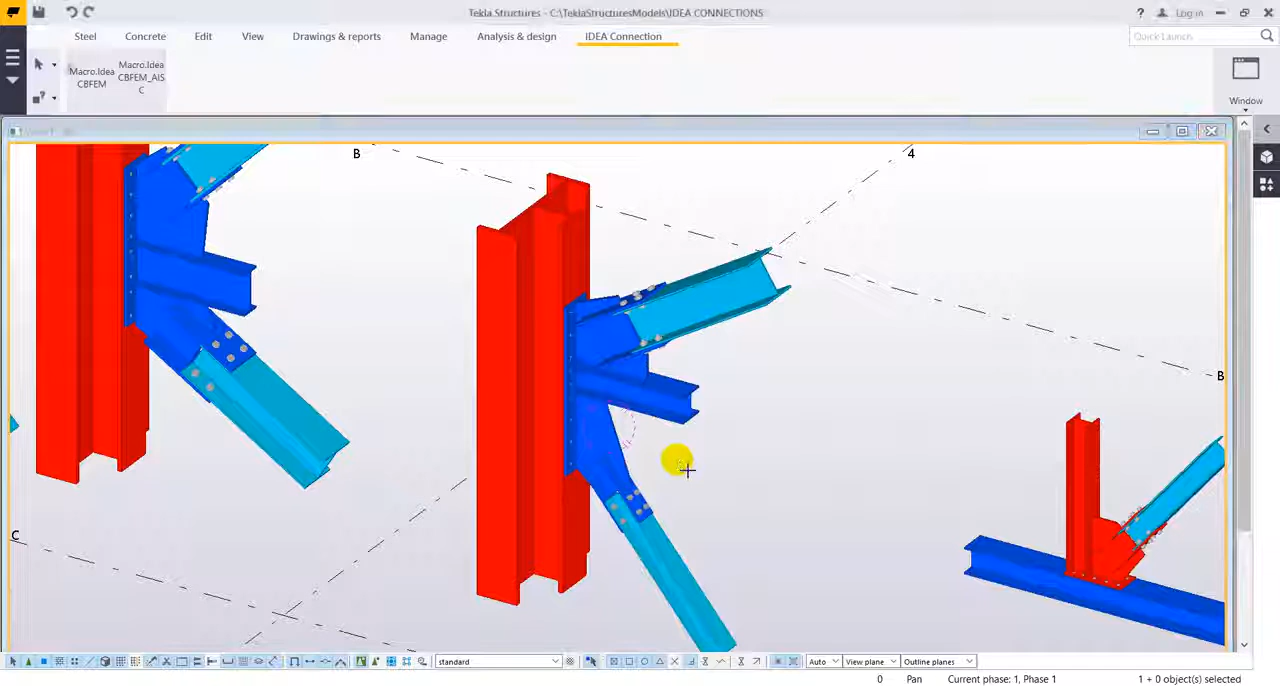 Tekla Structures - C:\TeklaStructuresModels\IDEA CONNECTIONS
? Log in
Steel Concrete Edit View Drawings & reports Manage Analysis & design IDEA Connection
Quick Launch
Macro.Idea
CBFEM
Macro.Idea
CBFEM_AIS
C
Window
B
4
B
C
standard
Auto
View plane
Outline planes
0 Pan Current phase: 1, Phase 1 1 + 0 object(s) selected